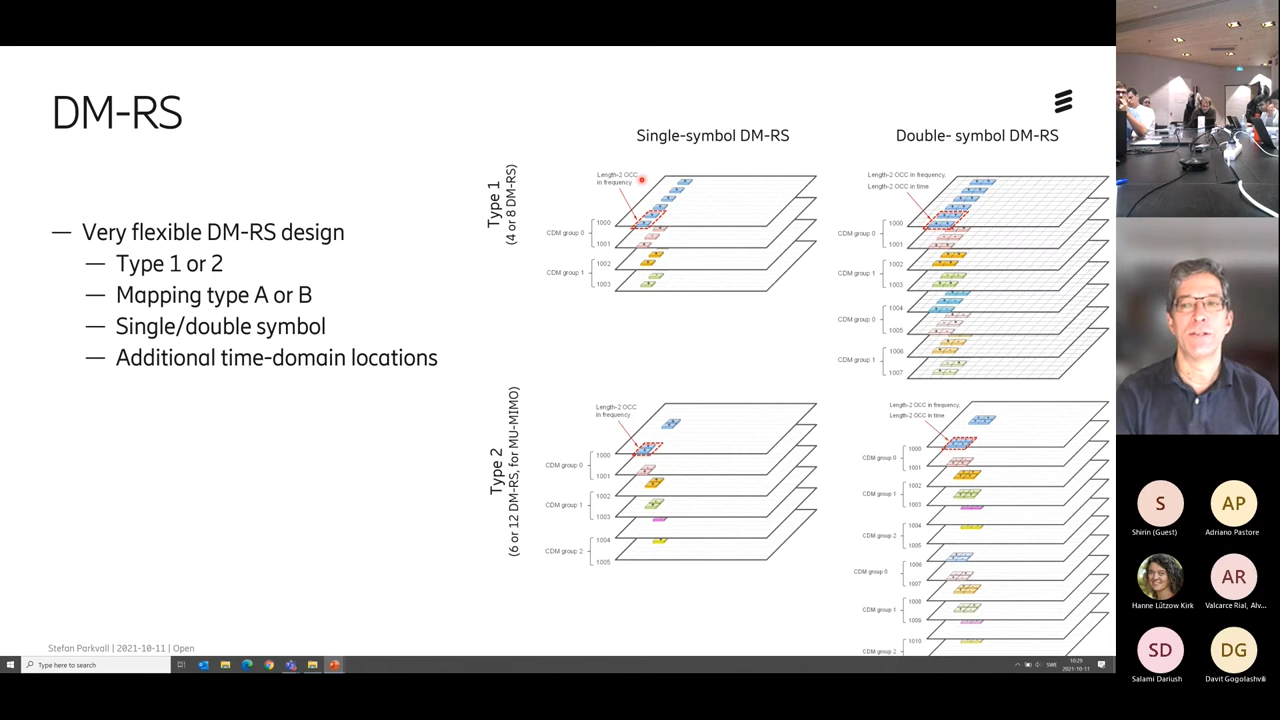 DM-RS
— Very flexible DM-RS design
— Type 1 or 2
— Mapping type A or B
— Single/double symbol
— Additional time-domain locations
Single-symbol DM-RS
Double- symbol DM-RS
Type 1
(4 or 8 DM-RS)
Length-2 OCC
in frequency
CDM group 0
1000
1001
CDM group 1
1002
1003
Length-2 OCC in frequency,
Length-2 OCC in time
CDM group 0
1000
1001
CDM group 1
1002
1003
CDM group 0
1004
1005
CDM group 1
1006
1007
Type 2
(6 or 12 DM-RS, for MU-MIMO)
Length-2 OCC
in frequency
CDM group 0
1000
1001
CDM group 1
1002
1003
CDM group 2
1004
1005
Length-2 OCC in frequency,
Length-2 OCC in time
CDM group 0
1000
1001
CDM group 1
1002
1003
CDM group 2
1004
1005
CDM group 0
1006
1007
CDM group 1
1008
1009
CDM group 2
1010
Stefan Parkvall | 2021-10-11 | Open
Type here to search
SWE
10:29
2021-10-11
S
Shirin (Guest)
AP
Adriano Pastore
Hanne Lützow Kirk
AR
Valcarce Rial, Alv...
SD
Salami Dariush
DG
Davit Gogolashvili